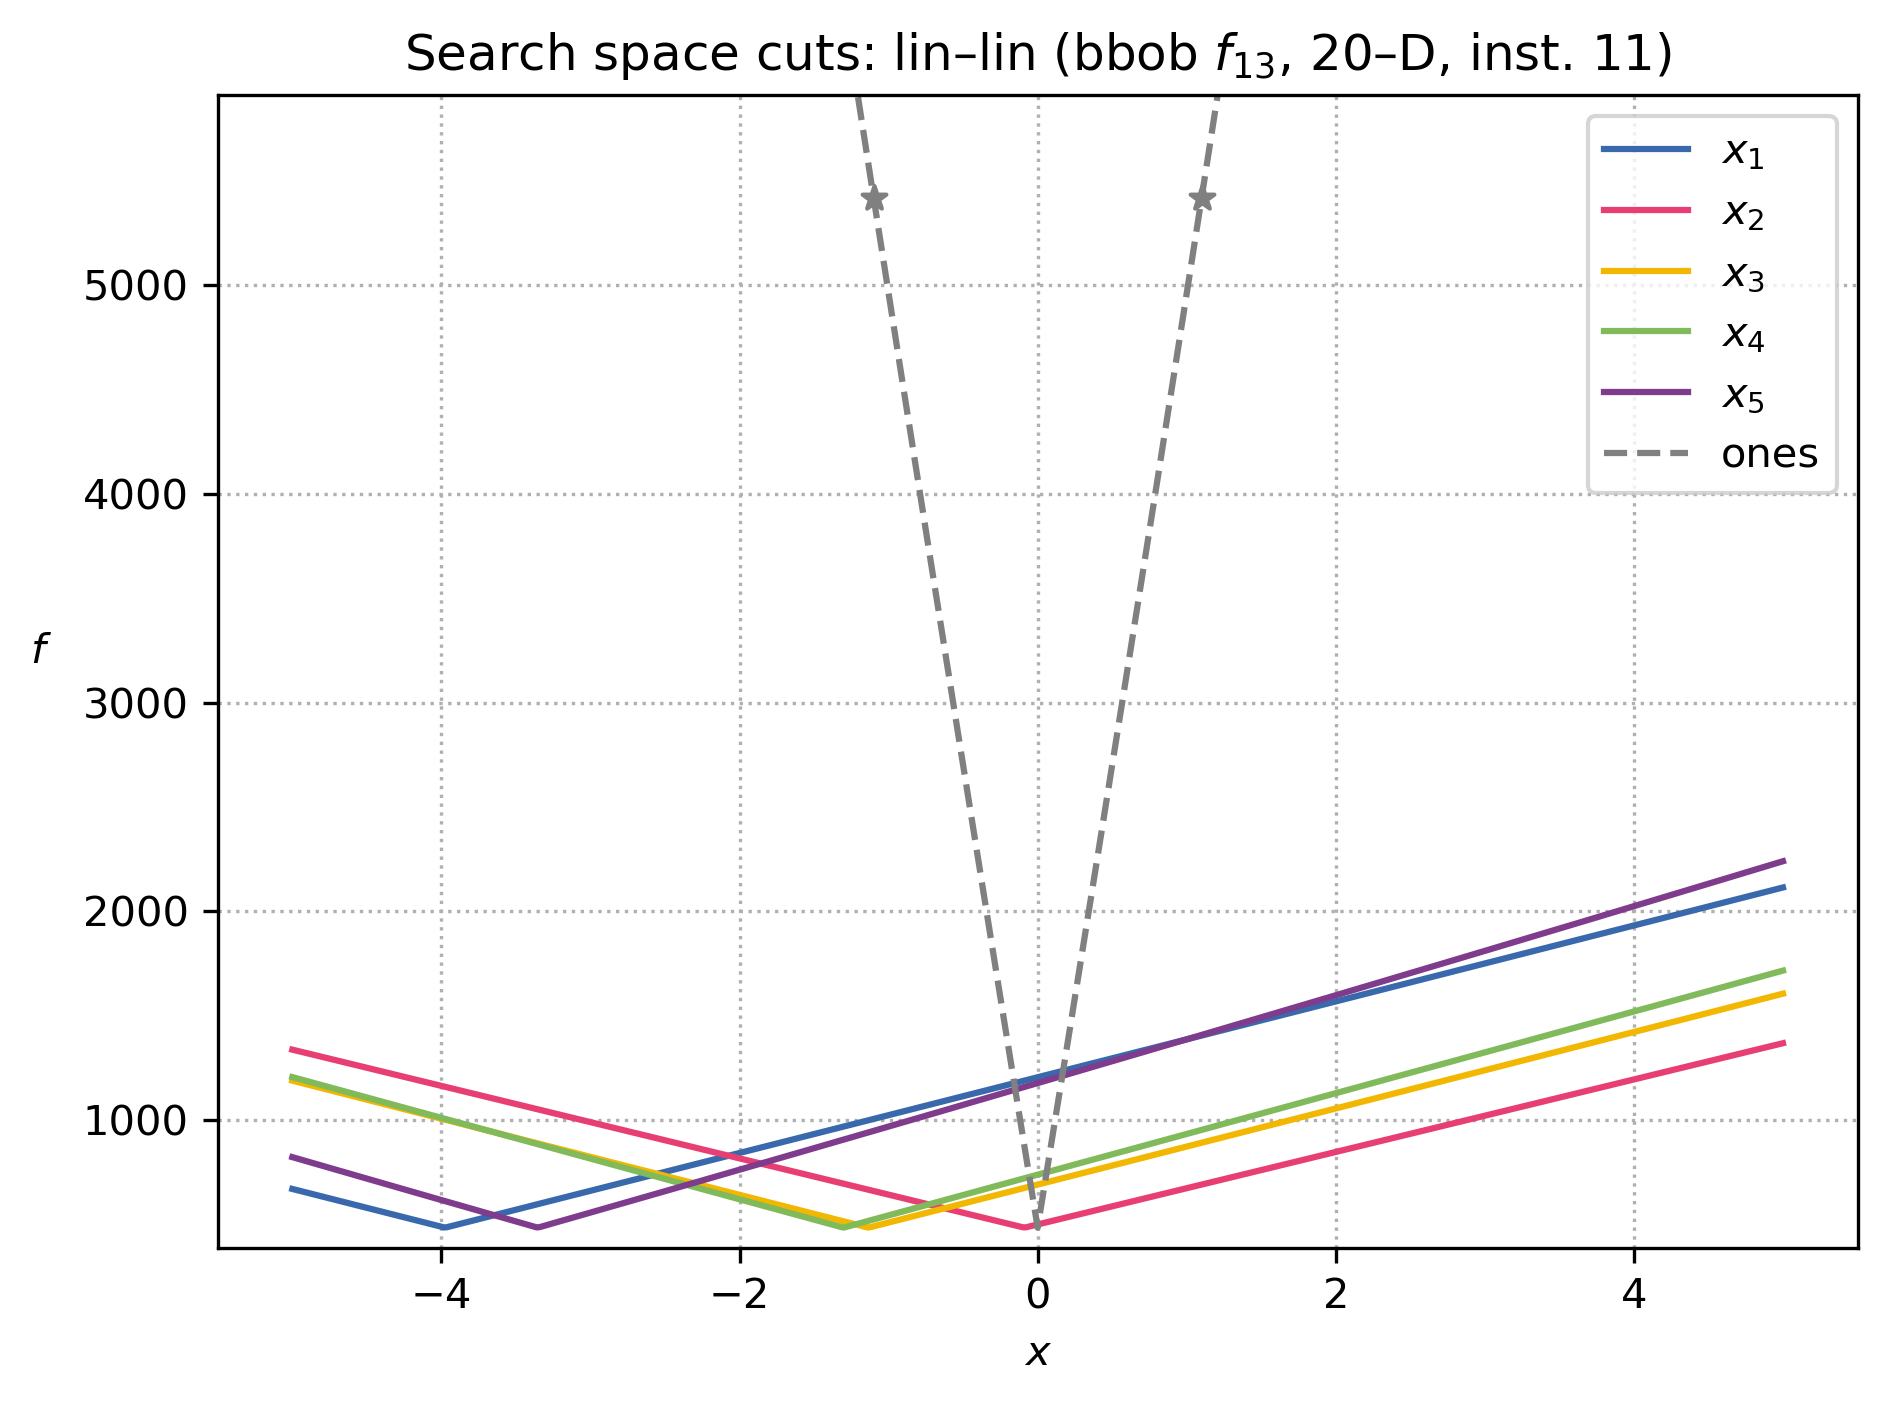 Search space cuts: lin–lin (bbob f₁₃, 20–D, inst. 11)
x₁
x₂
x₃
x₄
x₅
ones
5000
4000
3000
2000
1000
f
−4 −2 0 2 4
x